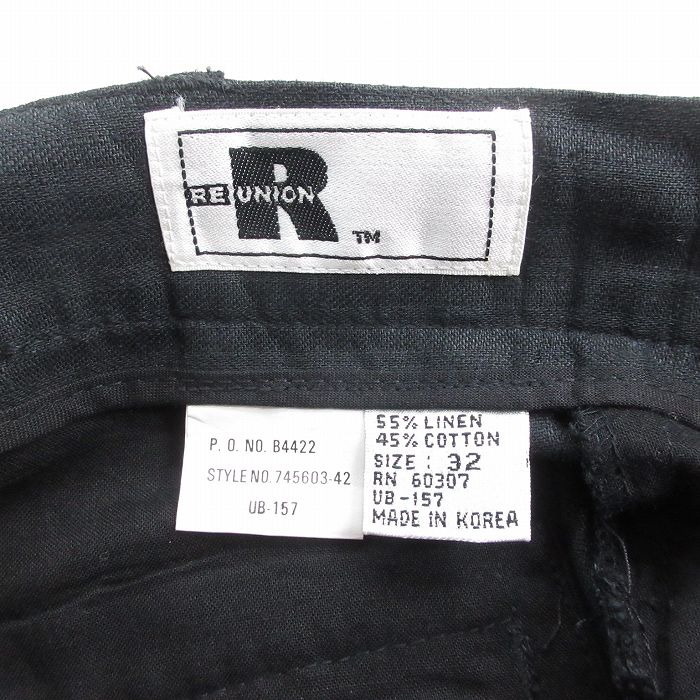 R
RE UNION
TM
P. O. NO. B4422
STYLE NO. 745603-42
UB-157
55% LINEN
45% COTTON
SIZE : 32
RN 60307
UB-157
MADE IN KOREA